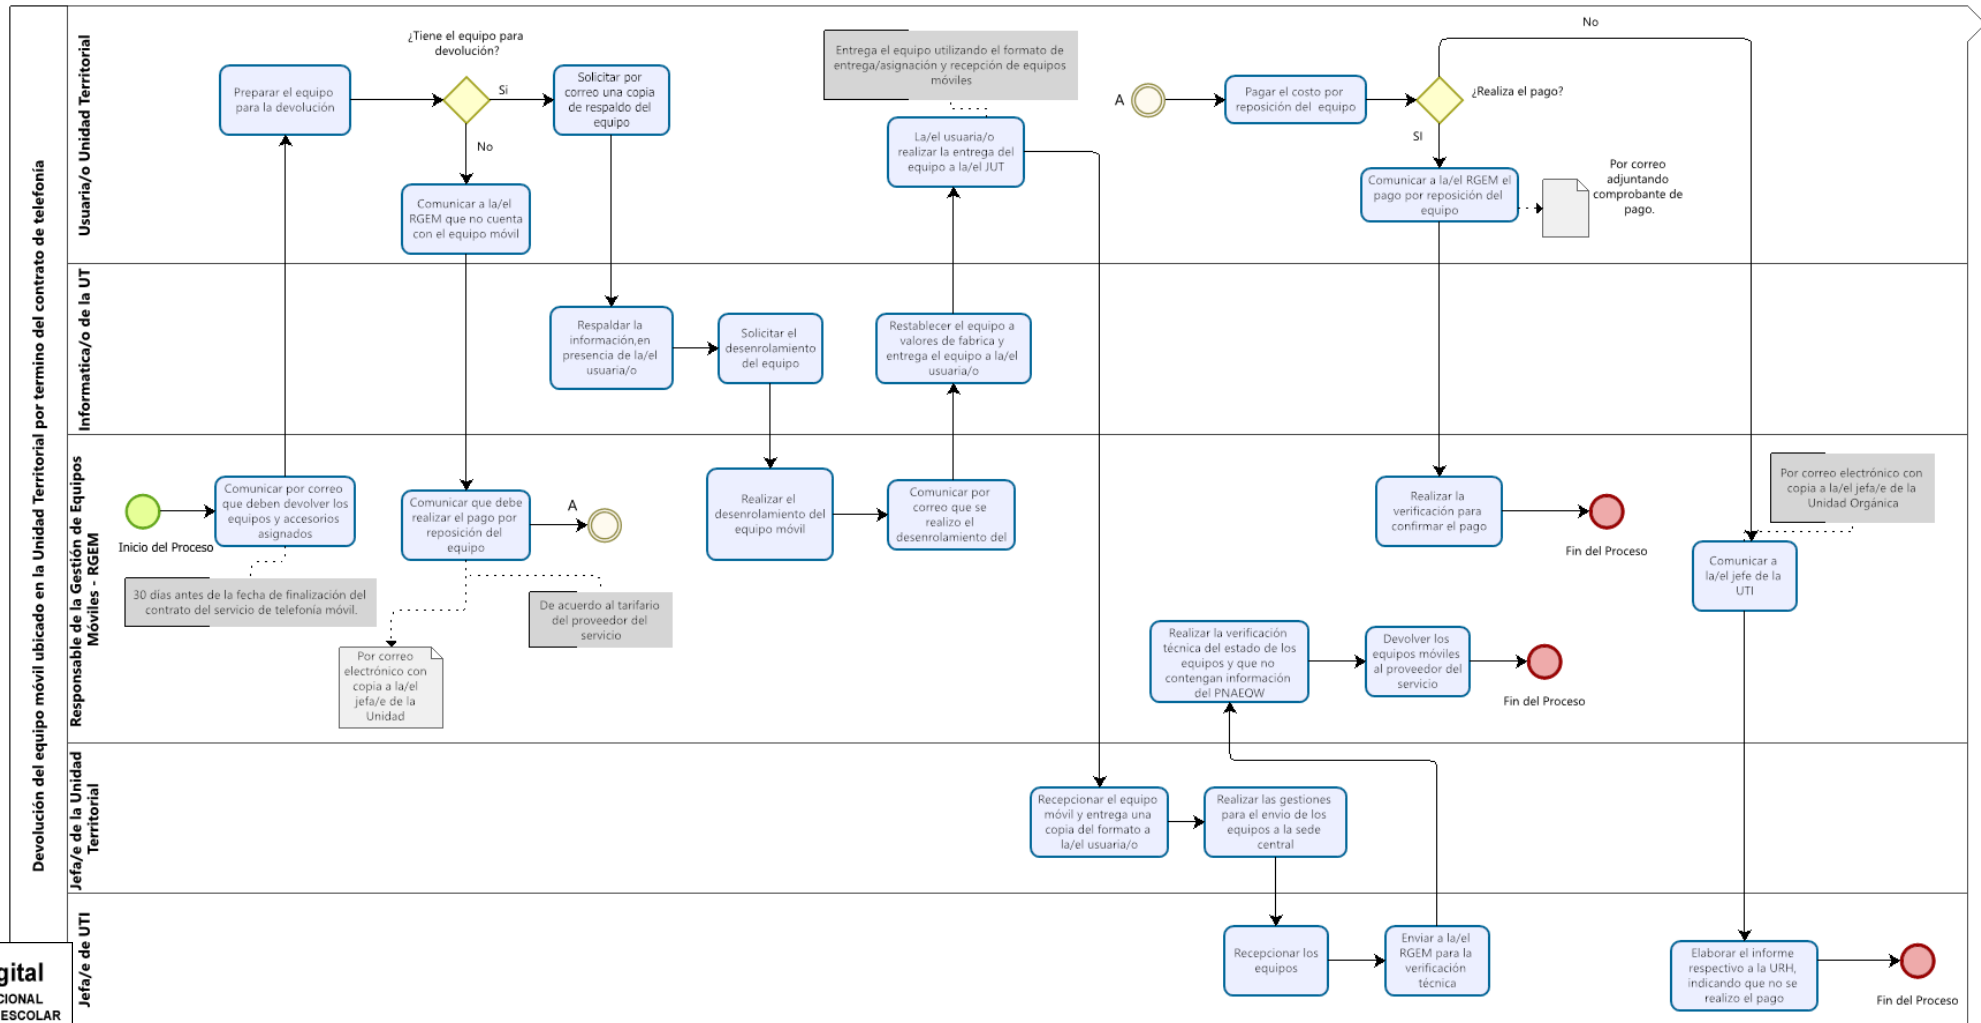 Devolución del equipo móvil ubicado en la Unidad Territorial por termino del contrato de telefonía
Usuaria/o Unidad Territorial
¿Tiene el equipo para
devolución?
Preparar el equipo
para la devolución
Si
Solicitar por
correo una copia
de respaldo del
equipo
No
Comunicar a la/el
RGEM que no cuenta
con el equipo móvil
Entrega el equipo utilizando el formato de
entrega/asignación y recepción de equipos
móviles
La/el usuaria/o
realizar la entrega del
equipo a la/el JUT
A
Pagar el costo por
reposición del equipo
¿Realiza el pago?
No
SI
Comunicar a la/el RGEM el
pago por reposición del
equipo
Por correo
adjuntando
comprobante de
pago.
Informatica/o de la UT
Respaldar la
información,en
presencia de la/el
usuaria/o
Solicitar el
desenrolamiento
del equipo
Restablecer el equipo a
valores de fabrica y
entrega el equipo a la/el
usuaria/o
Responsable de la Gestión de Equipos
Móviles - RGEM
Inicio del Proceso
Comunicar por correo
que deben devolver los
equipos y accesorios
asignados
30 días antes de la fecha de finalización del
contrato del servicio de telefonía móvil.
Comunicar que debe
realizar el pago por
reposición del
equipo
A
De acuerdo al tarifario
del proveedor del
servicio
Por correo
electrónico con
copia a la/el
jefa/e de la
Unidad
Realizar el
desenrolamiento del
equipo móvil
Comunicar por
correo que se
realizo el
desenrolamiento del
Realizar la
verificación para
confirmar el pago
Fin del Proceso
Por correo electrónico con
copia a la/el jefa/e de la
Unidad Orgánica
Comunicar a
la/el jefe de la
UTI
Realizar la verificación
técnica del estado de los
equipos y que no
contengan información
del PNAEQW
Devolver los
equipos móviles
al proveedor del
servicio
Fin del Proceso
Jefa/e de la Unidad
Territorial
Recepcionar el equipo
móvil y entrega una
copia del formato a
la/el usuaria/o
Realizar las gestiones
para el envio de los
equipos a la sede
central
Jefa/e de UTI
Recepcionar los
equipos
Enviar a la/el
RGEM para la
verificación
técnica
Elaborar el informe
respectivo a la URH,
indicando que no se
realizo el pago
Fin del Proceso
gital
CIONAL
ESCOLAR